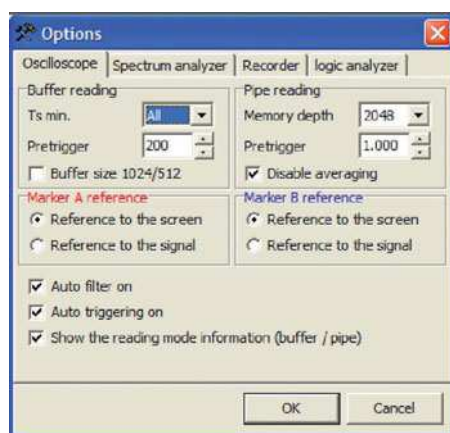 Options
Oscilloscope Spectrum analyzer Recorder logic analyzer
Buffer reading
Ts min. All
Pretrigger 200
Buffer size 1024/512
Pipe reading
Memory depth 2048
Pretrigger 1.000
Disable averaging
Marker A reference
Reference to the screen
Reference to the signal
Marker B reference
Reference to the screen
Reference to the signal
Auto filter on
Auto triggering on
Show the reading mode information (buffer / pipe)
OK Cancel